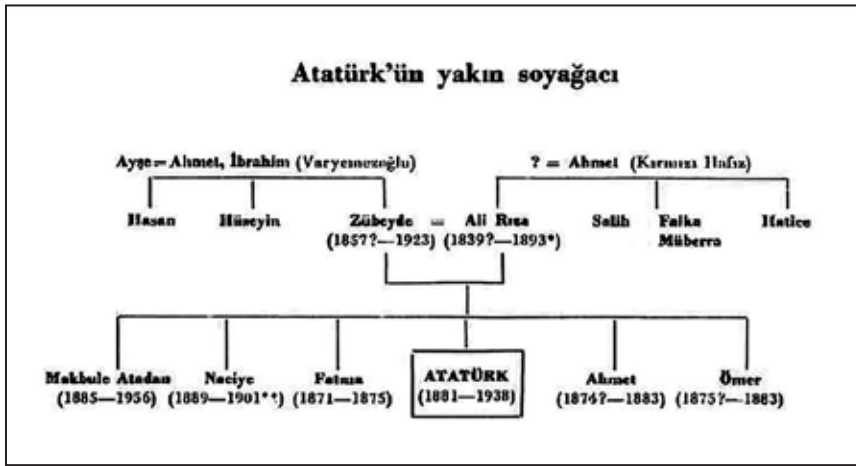 Atatürk'ün yakın soyağacı
Ayşe = Ahmet, İbrahim (Varyemezoğlu)
? = Ahmet (Kırmızı Hafız)
Hasan
Hüseyin
Zübeyde = Ali Rıza
(1857?—1923) (1839?—1893*)
Salih
Faika
Müberra
Hatice
Makbule Atadan
(1885—1956)
Naciye
(1889—1901**)
Fatma
(1871—1875)
ATATÜRK
(1881—1938)
Ahmet
(1874?—1883)
Ömer
(1875?—1883)